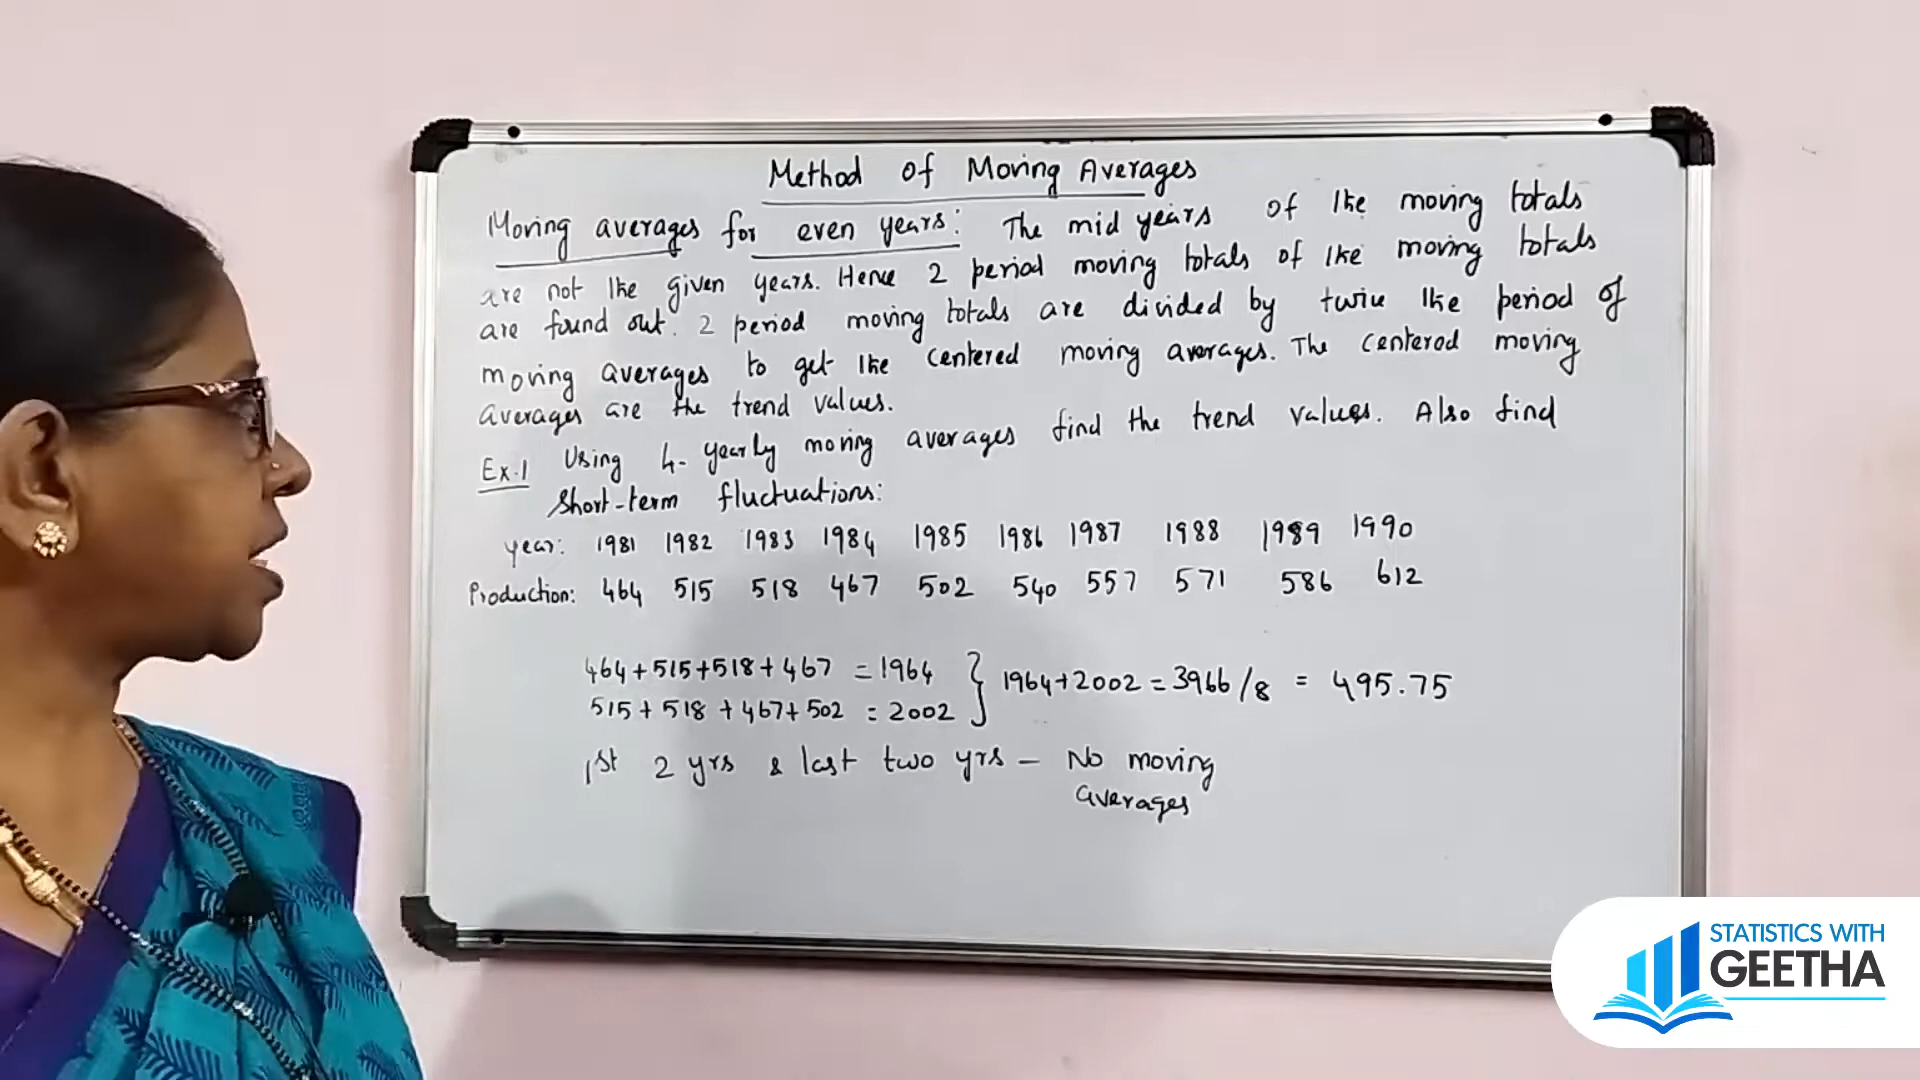 Method of Moving Averages
Moving averages for even years: The mid years of the moving totals
are not the given years. Hence 2 period moving totals of the moving totals
are found out. 2 period moving totals are divided by twice the period of
moving averages to get the centered moving averages. The centered moving
averages are the trend values.
Ex.1 Using 4-yearly moving averages find the trend values. Also find
short-term fluctuations:
year: 1981 1982 1983 1984 1985 1986 1987 1988 1989 1990
Production: 464 515 518 467 502 540 557 571 586 612
464+515+518+467 = 1964 } 1964+2002 = 3966/8 = 495.75
515+518+467+502 = 2002
1st 2 yrs & last two yrs – No moving
averages
STATISTICS WITH
GEETHA